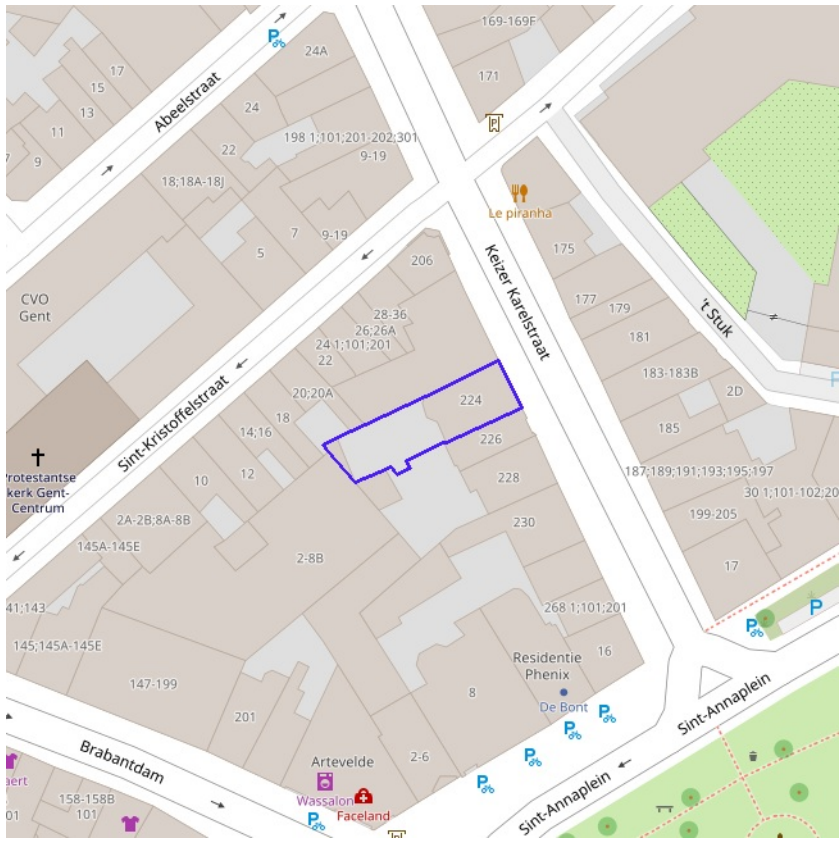 169-169F
24A
171
17
15
13
11
9
Abeelstraat
24
22
198 1;101;201-202;301
9-19
18;18A-18J
Le piranha
7
9-19
5
206
175
Keizer Karelstraat
't Stuk
CVO
Gent
28-36
26;26A
24 1;101;201
22
177
179
181
183-183B
2D
20;20A
224
18
14;16
12
10
226
228
185
Sint-Kristoffelstraat
Protestantse
kerk Gent-
Centrum
187;189;191;193;195;197
30 1;101-102;20
199-205
2A-2B;8A-8B
145A-145E
230
2-8B
17
41;143
145;145A-145E
268 1;101;201
16
P
Residentie
Phenix
De Bont
147-199
201
8
Sint-Annaplein
Brabantdam
2-6
Artevelde
Wassalon
Faceland
aert
158-158B
101
01
Sint-Annaplein